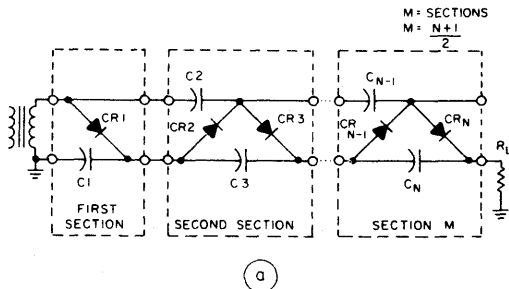 M = SECTIONS
M = N+1
2
C2
CN-1
CR1
CR2
CR3
CR N-1
CRN
RL
C1
C3
CN
FIRST
SECTION
SECOND SECTION
SECTION M
a